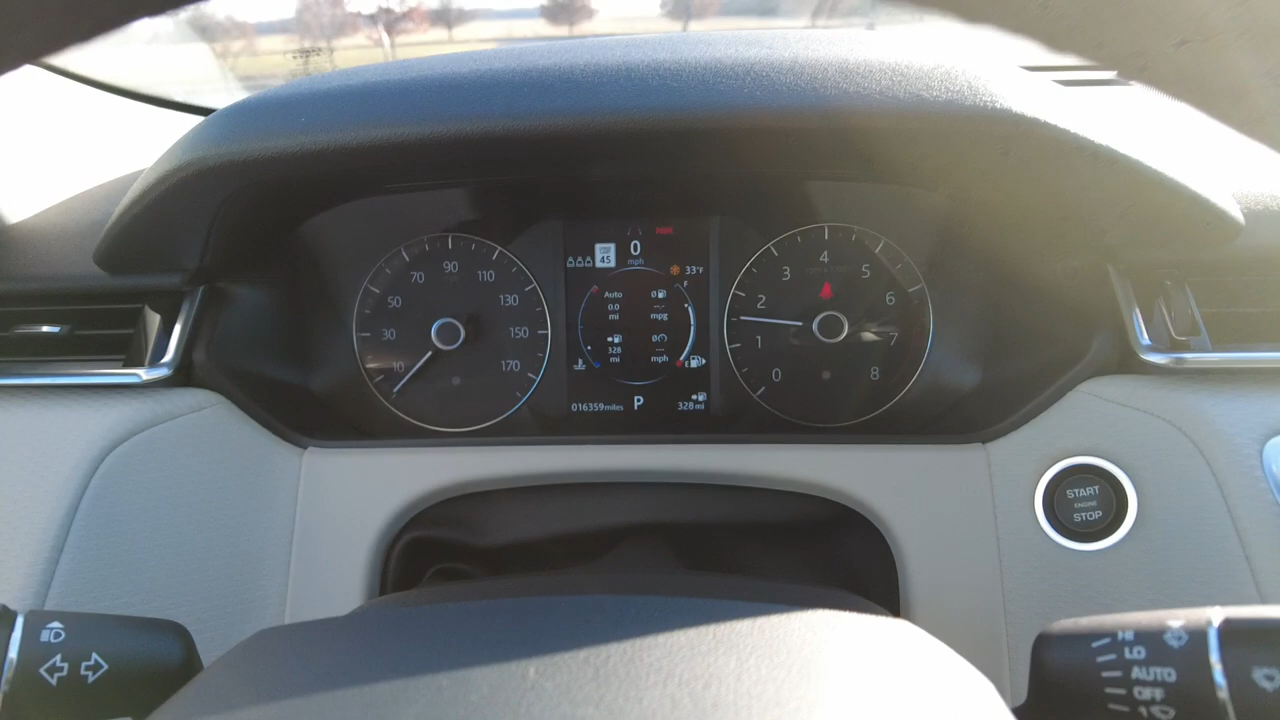 10
30
50
70
90
110
130
150
170
45
0
mph
33°F
F
Auto
0.0
mi
mpg
328
mi
mph
E
016359miles
P
328mi
0
1
2
3
4
5
6
7
8
START
ENGINE
STOP
HI
LO
AUTO
OFF
1